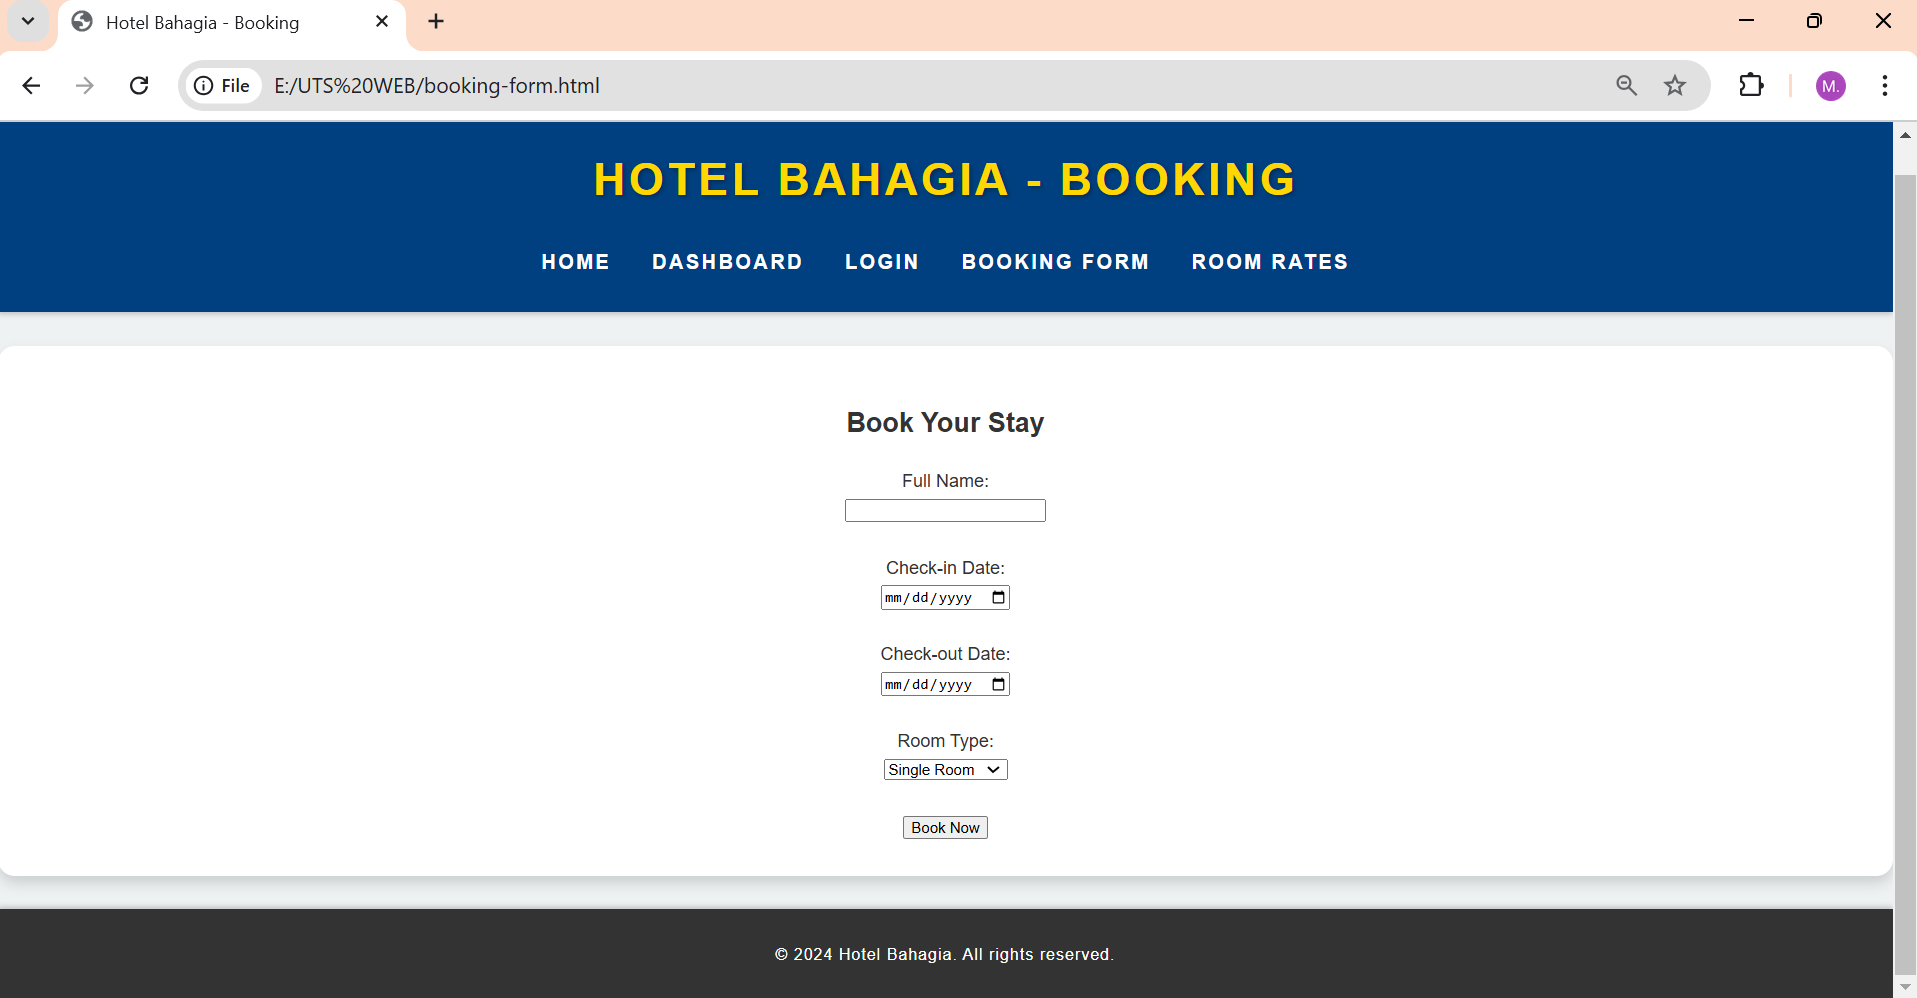 Hotel Bahagia - Booking
File E:/UTS%20WEB/booking-form.html
M.
HOTEL BAHAGIA - BOOKING
HOME DASHBOARD LOGIN BOOKING FORM ROOM RATES
Book Your Stay
Full Name:
Check-in Date:
mm/dd/yyyy
Check-out Date:
mm/dd/yyyy
Room Type:
Single Room
Book Now
© 2024 Hotel Bahagia. All rights reserved.